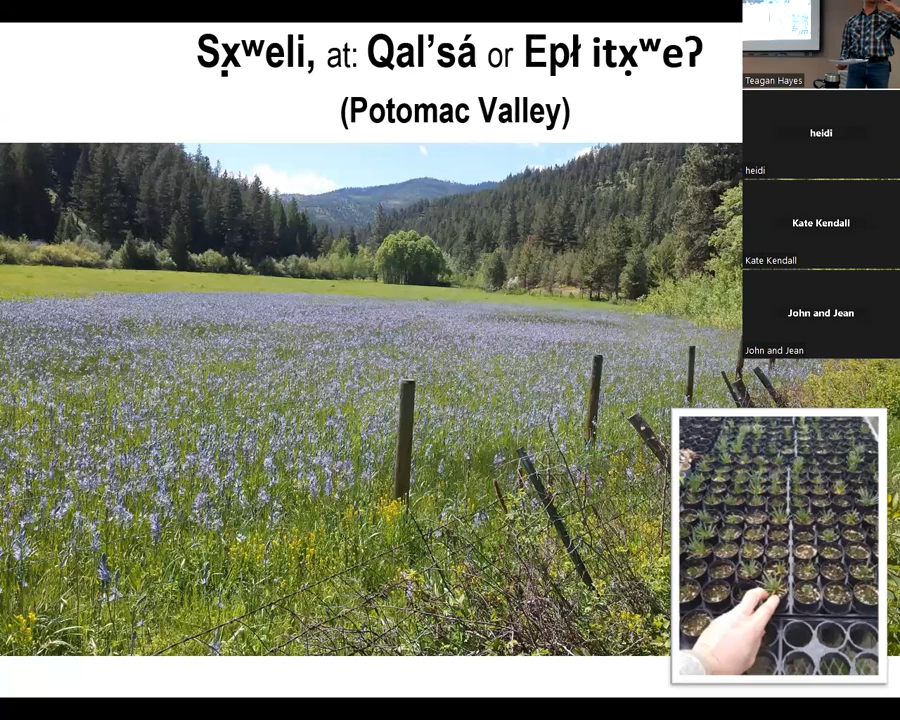 Sx̣ʷeli, at: Qal’sá or Epł itx̣ʷeʔ
(Potomac Valley)
Teagan Hayes
heidi
heidi
Kate Kendall
Kate Kendall
John and Jean
John and Jean